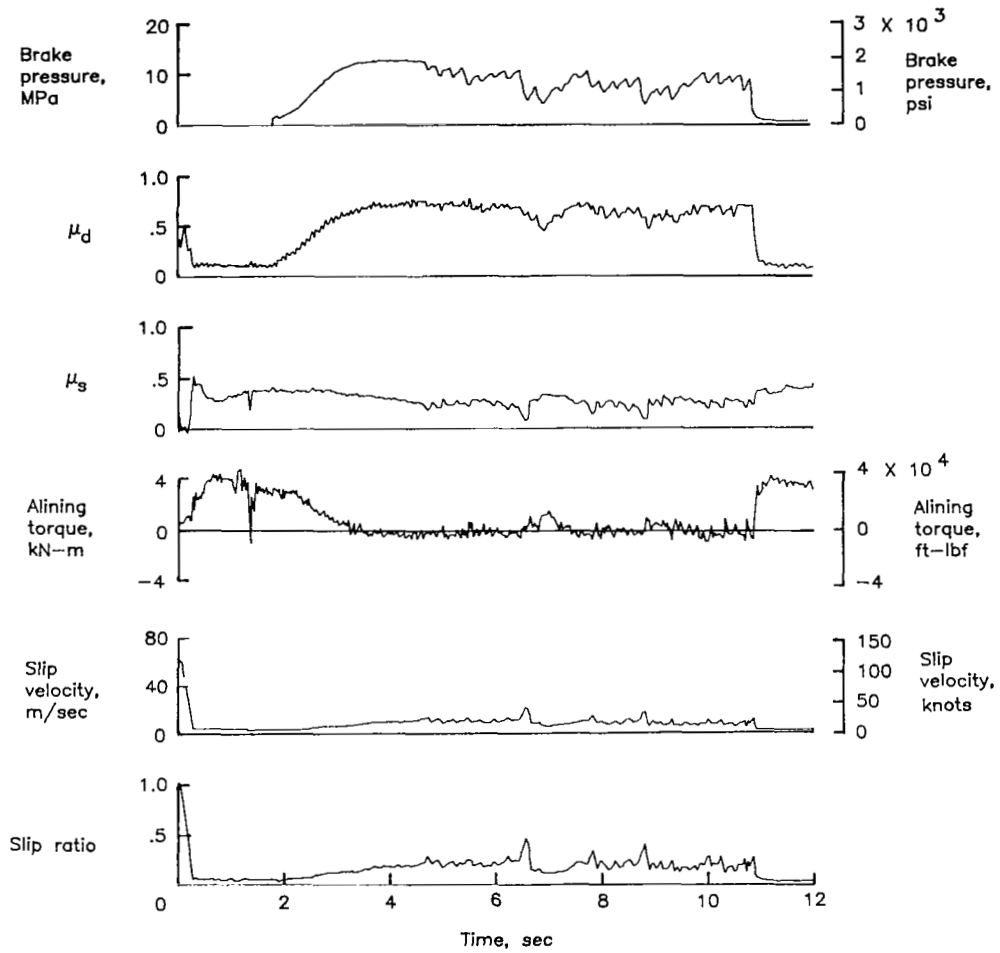 Brake
pressure,
MPa
20
10
0
3 X 10 3
2
1
0
Brake
pressure,
psi
μd
1.0
.5
0
μs
1.0
.5
0
Alining
torque,
kN-m
4
0
-4
4 X 10 4
0
-4
Alining
torque,
ft-lbf
Slip
velocity,
m/sec
80
40
0
150
100
50
0
Slip
velocity,
knots
Slip ratio
1.0
.5
0
2 4 6 8 10 12
Time, sec